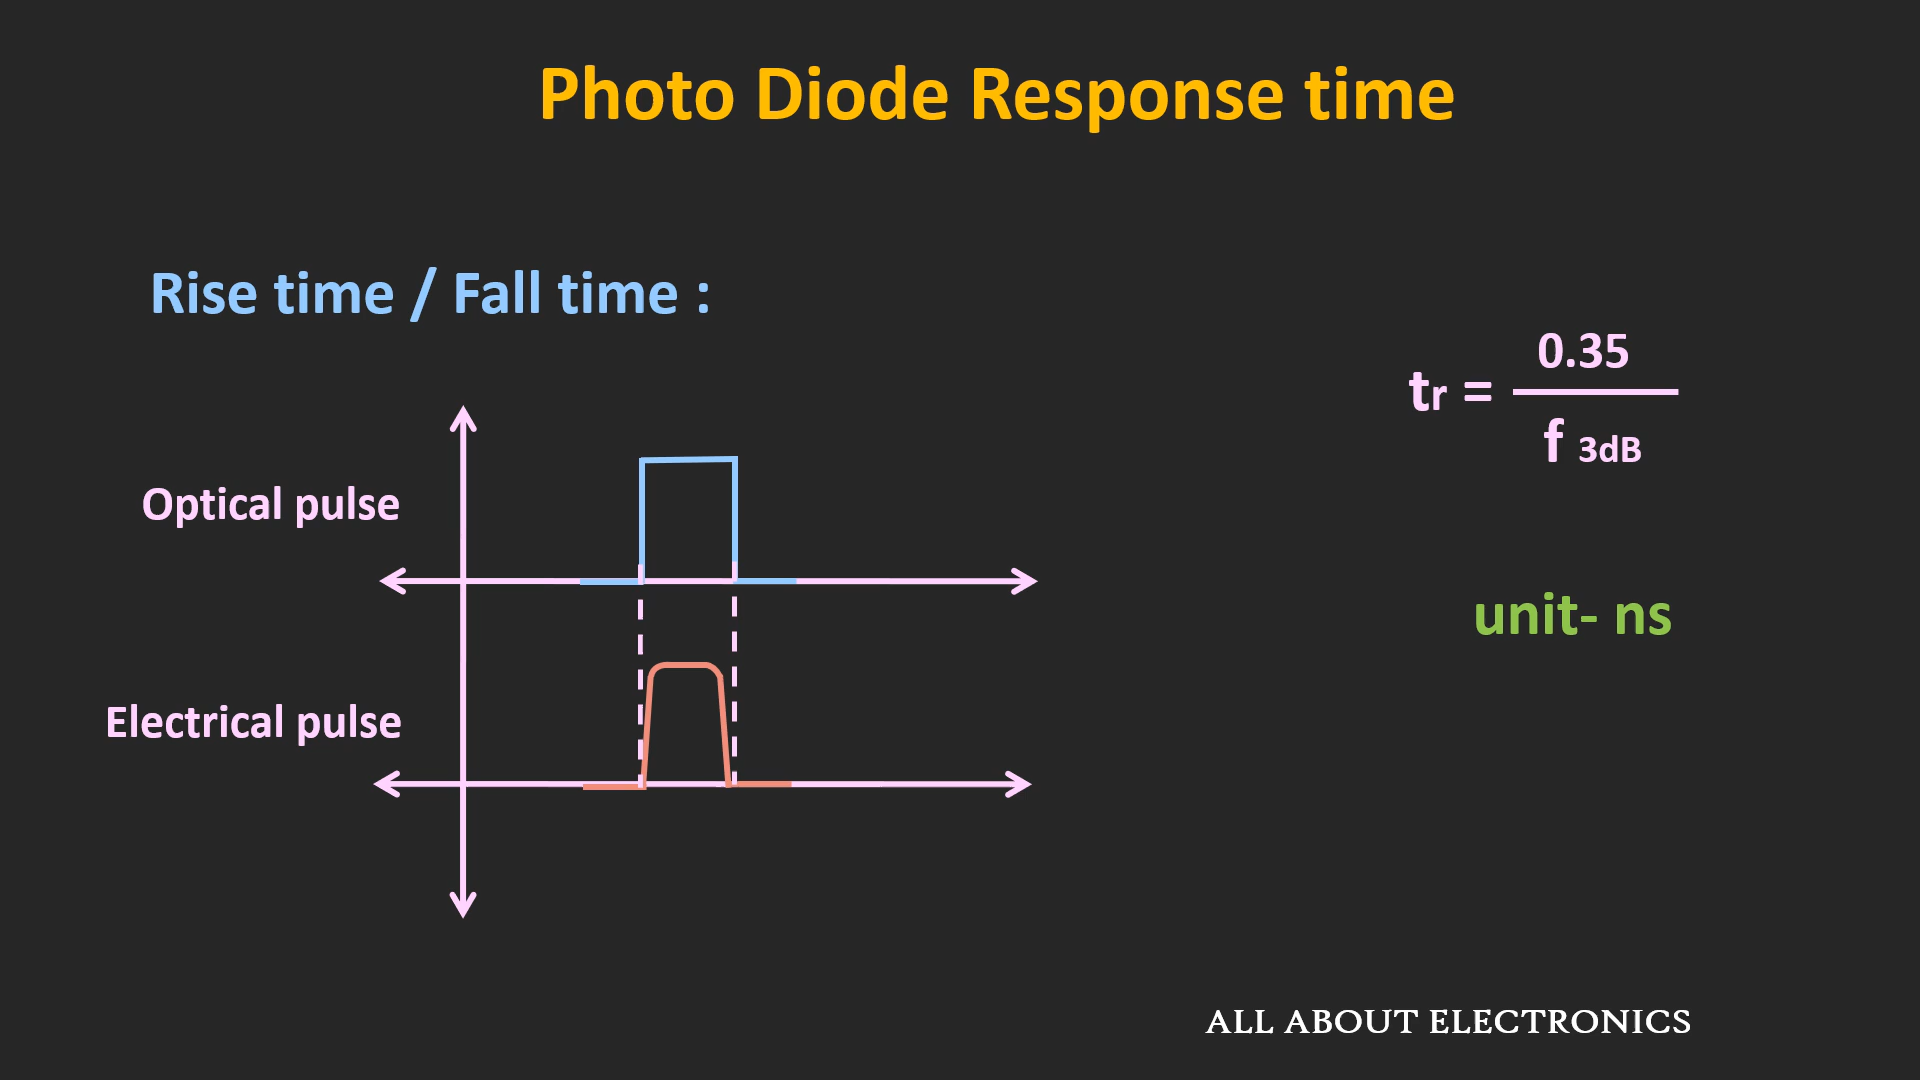 Photo Diode Response time
Rise time / Fall time :
tr = 0.35
f 3dB
Optical pulse
unit- ns
Electrical pulse
ALL ABOUT ELECTRONICS